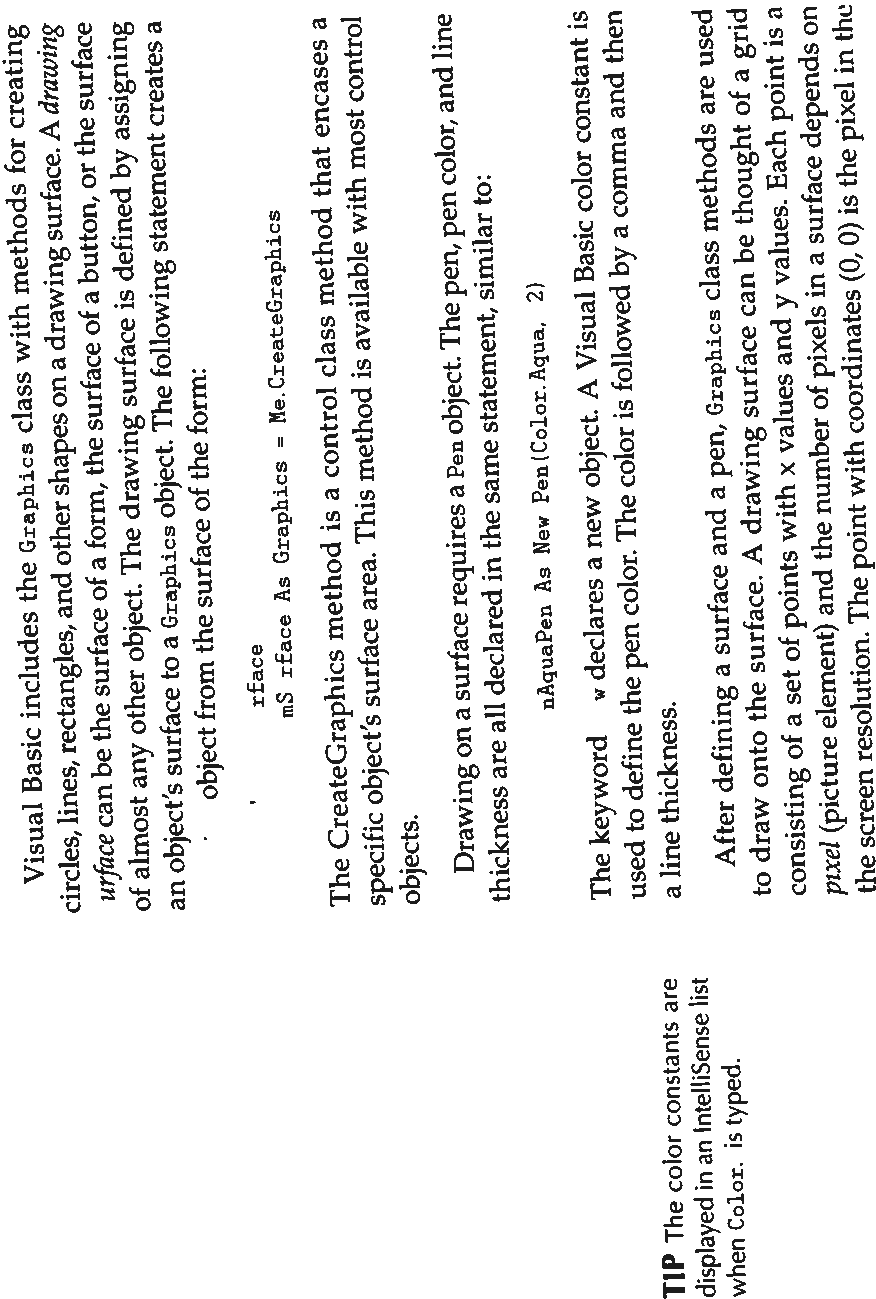 Visual Basic includes the Graphics class with methods for creating
circles, lines, rectangles, and other shapes on a drawing surface. A drawing
urface can be the surface of a form, the surface of a button, or the surface
of almost any other object. The drawing surface is defined by assigning
an object's surface to a Graphics object. The following statement creates a
object from the surface of the form:
rface
mS rface As Graphics = Me.CreateGraphics
The CreateGraphics method is a control class method that encases a
specific object's surface area. This method is available with most control
objects.
Drawing on a surface requires a Pen object. The pen, pen color, and line
thickness are all declared in the same statement, similar to:
nAquaPen As New Pen(Color.Aqua, 2)
The keyword w declares a new object. A Visual Basic color constant is
used to define the pen color. The color is followed by a comma and then
a line thickness.
After defining a surface and a pen, Graphics class methods are used
to draw onto the surface. A drawing surface can be thought of a grid
consisting of a set of points with x values and y values. Each point is a
pixel (picture element) and the number of pixels in a surface depends on
the screen resolution. The point with coordinates (0, 0) is the pixel in the
TIP The color constants are
displayed in an IntelliSense list
when Color. is typed.